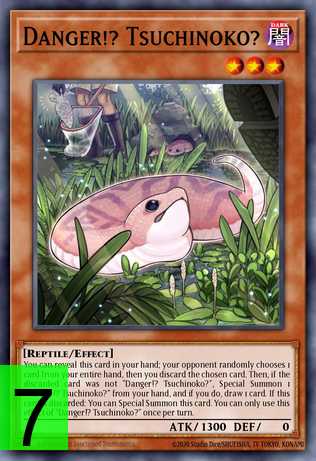 DANGER!? TSUCHINOKO?
DARK
闇
[REPTILE/EFFECT]
You can reveal this card in your hand; your opponent randomly chooses 1
card from your entire hand, then you discard the chosen card. Then, if the
discarded card was not "Danger!? Tsuchinoko?", Special Summon 1
"Danger!? Tsuchinoko?" from your hand, and if you do, draw 1 card. If this
card is discarded: You can Special Summon this card. You can only use this
effect of "Danger!? Tsuchinoko?" once per turn.
ATK / 1300 DEF/ 0
©2020 Studio Dice/SHUEISHA, TV TOKYO, KONAMI
7